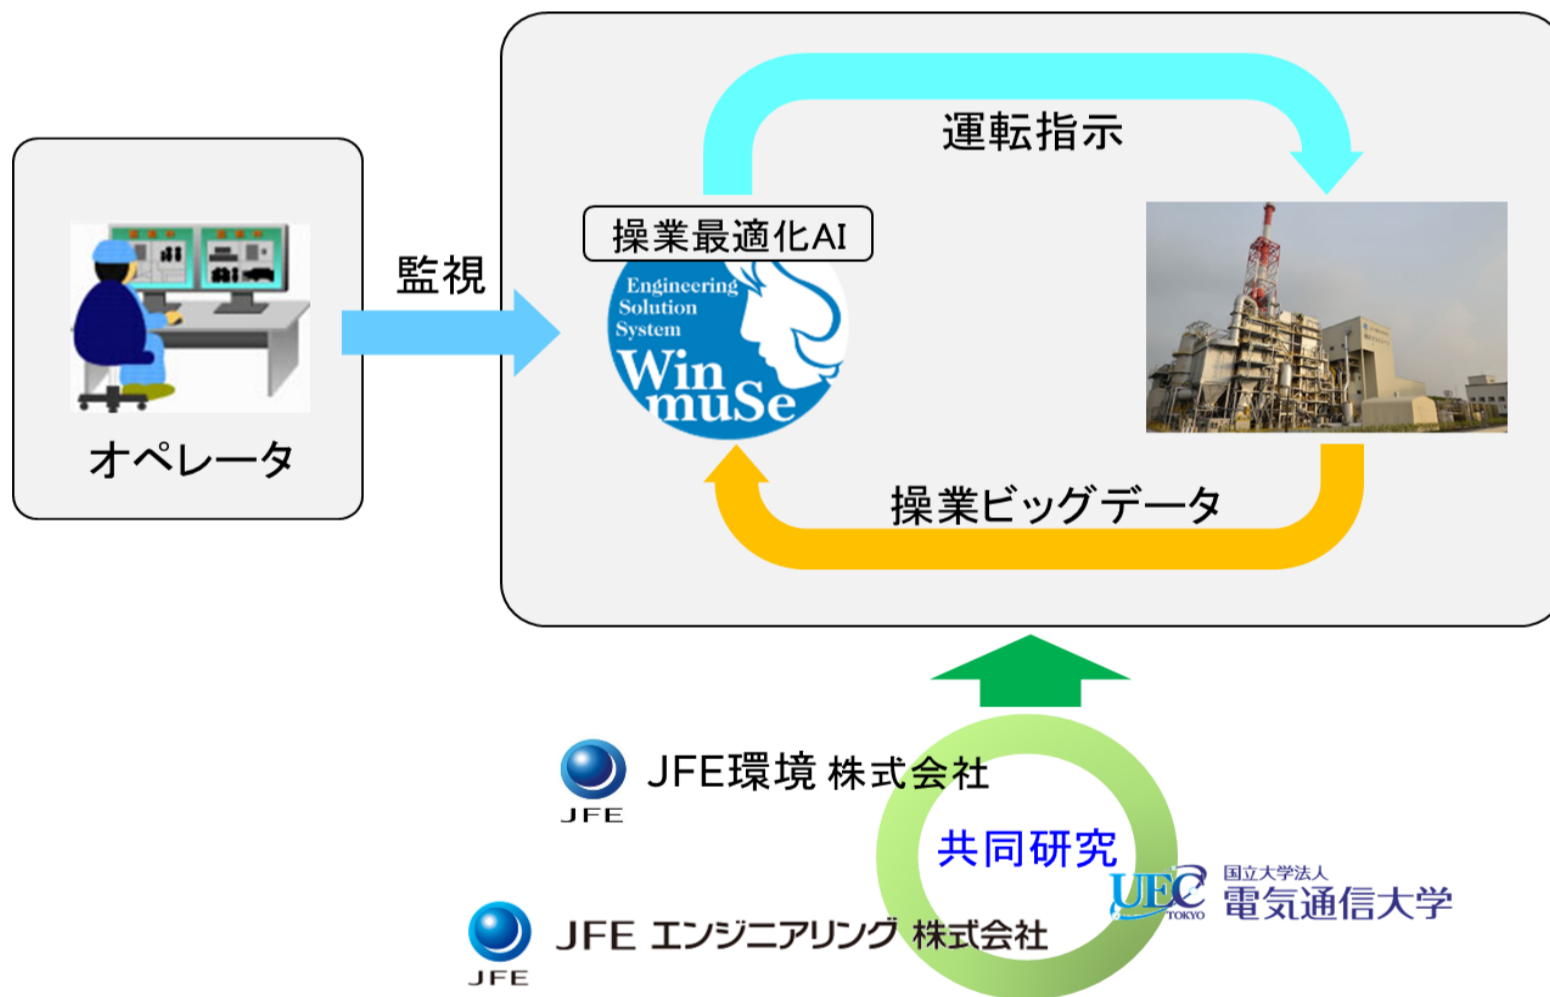 運転指示
操業最適化AI
監視
Engineering
Solution
System
Win
muSe
オペレータ
操業ビッグデータ
JFE
JFE環境 株式会社
共同研究
UEC
TOKYO
国立大学法人
電気通信大学
JFE
JFE エンジニアリング 株式会社